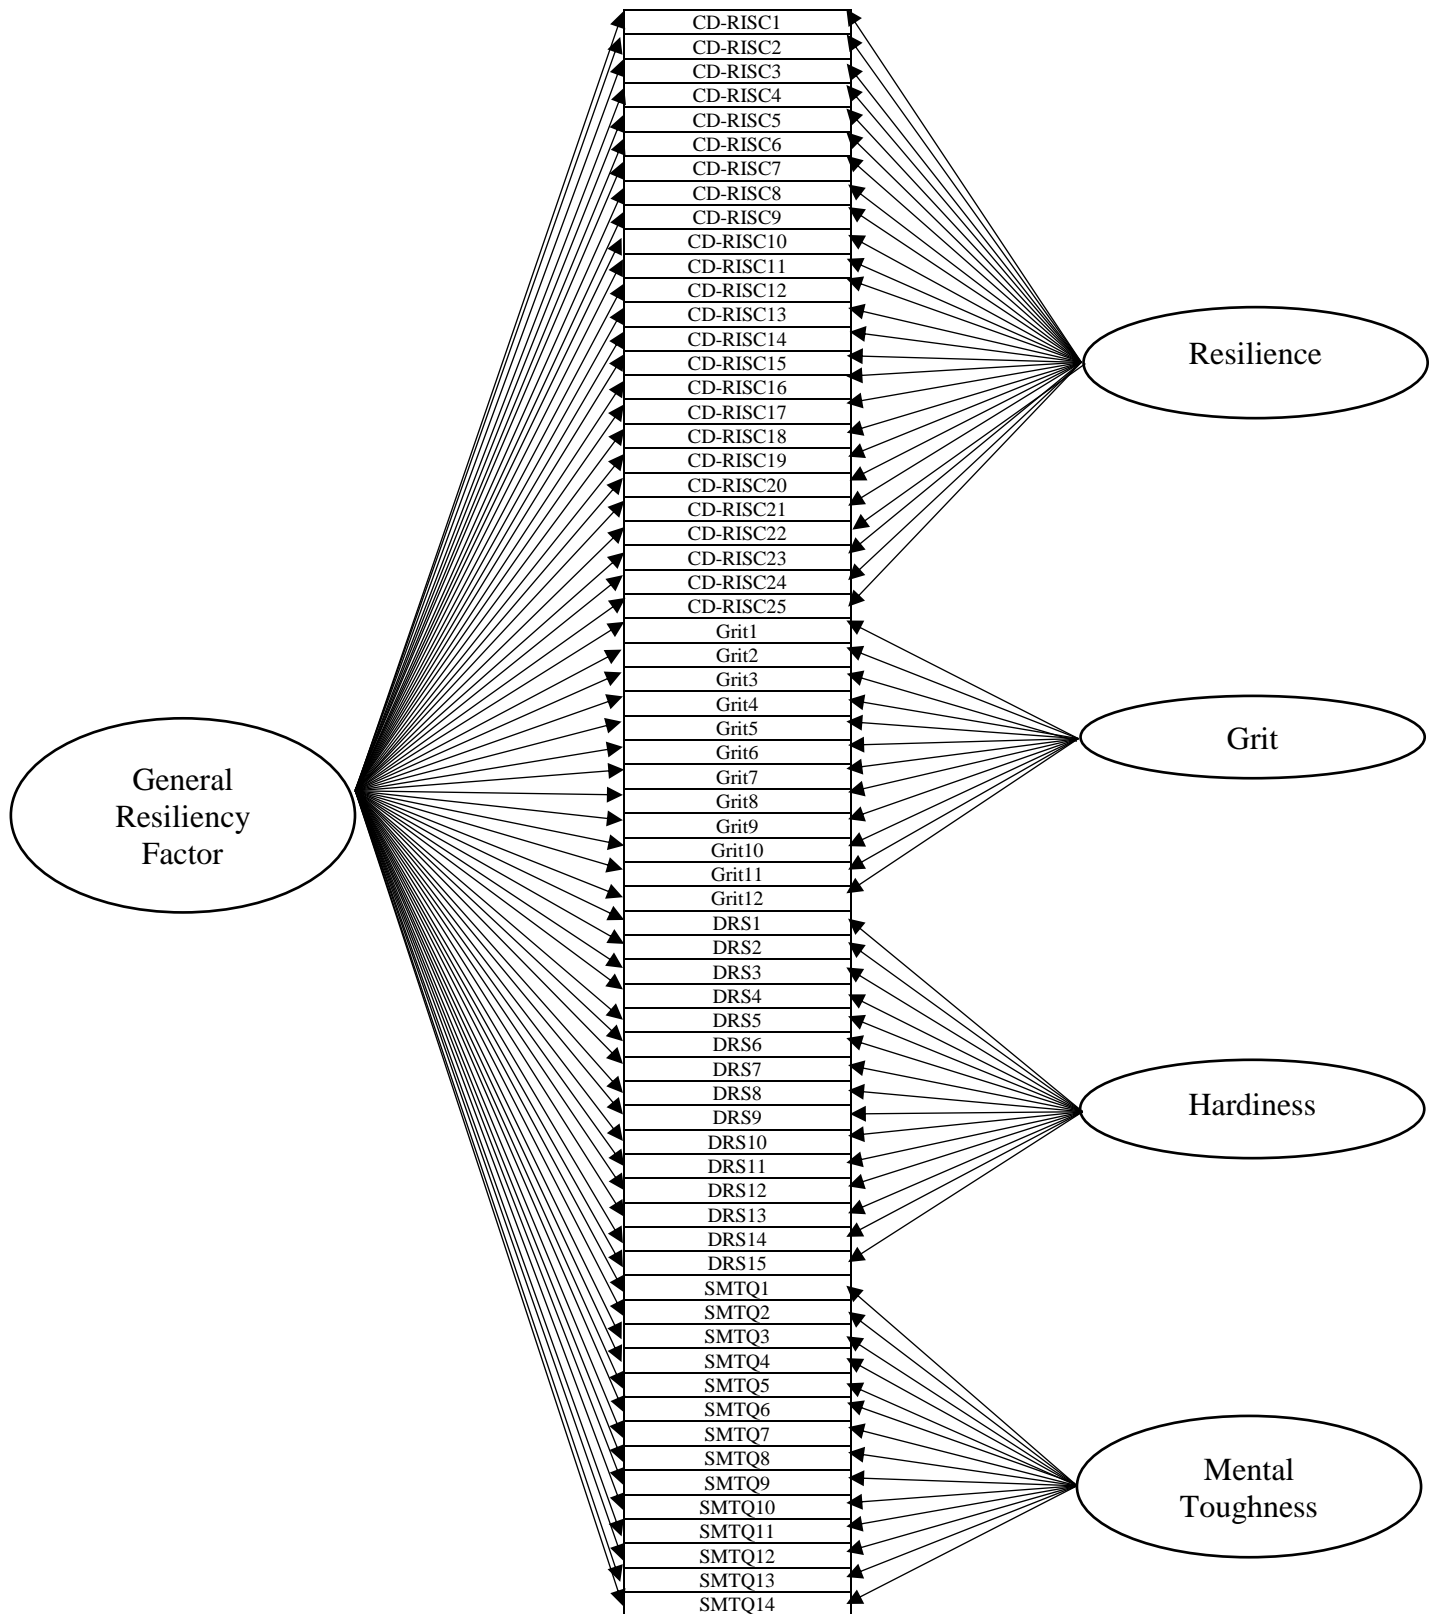 CD-RISC1
CD-RISC2
CD-RISC3
CD-RISC4
CD-RISC5
CD-RISC6
CD-RISC7
CD-RISC8
CD-RISC9
CD-RISC10
CD-RISC11
CD-RISC12
CD-RISC13
CD-RISC14
CD-RISC15
CD-RISC16
CD-RISC17
CD-RISC18
CD-RISC19
CD-RISC20
CD-RISC21
CD-RISC22
CD-RISC23
CD-RISC24
CD-RISC25
Grit1
Grit2
Grit3
Grit4
Grit5
Grit6
Grit7
Grit8
Grit9
Grit10
Grit11
Grit12
DRS1
DRS2
DRS3
DRS4
DRS5
DRS6
DRS7
DRS8
DRS9
DRS10
DRS11
DRS12
DRS13
DRS14
DRS15
SMTQ1
SMTQ2
SMTQ3
SMTQ4
SMTQ5
SMTQ6
SMTQ7
SMTQ8
SMTQ9
SMTQ10
SMTQ11
SMTQ12
SMTQ13
SMTQ14
General
Resiliency
Factor
Resilience
Grit
Hardiness
Mental
Toughness